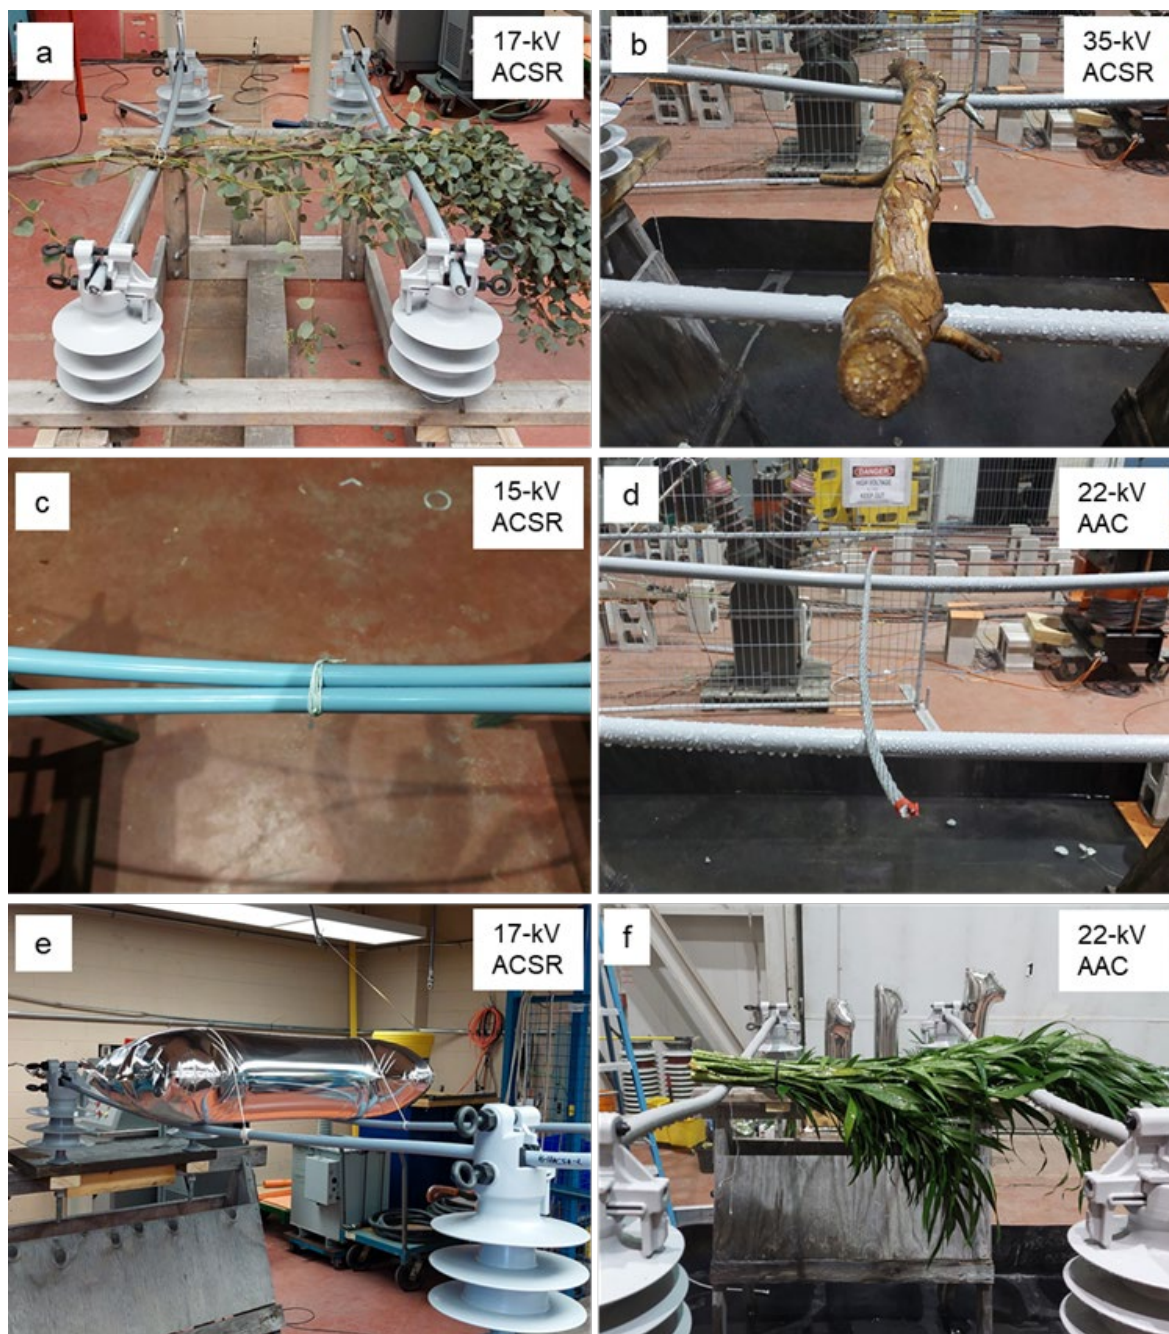 a
17-kV
ACSR
b
35-kV
ACSR
c
15-kV
ACSR
d
22-kV
AAC
DANGER
HIGH VOLTAGE
KEEP OUT
e
17-kV
ACSR
f
22-kV
AAC
1